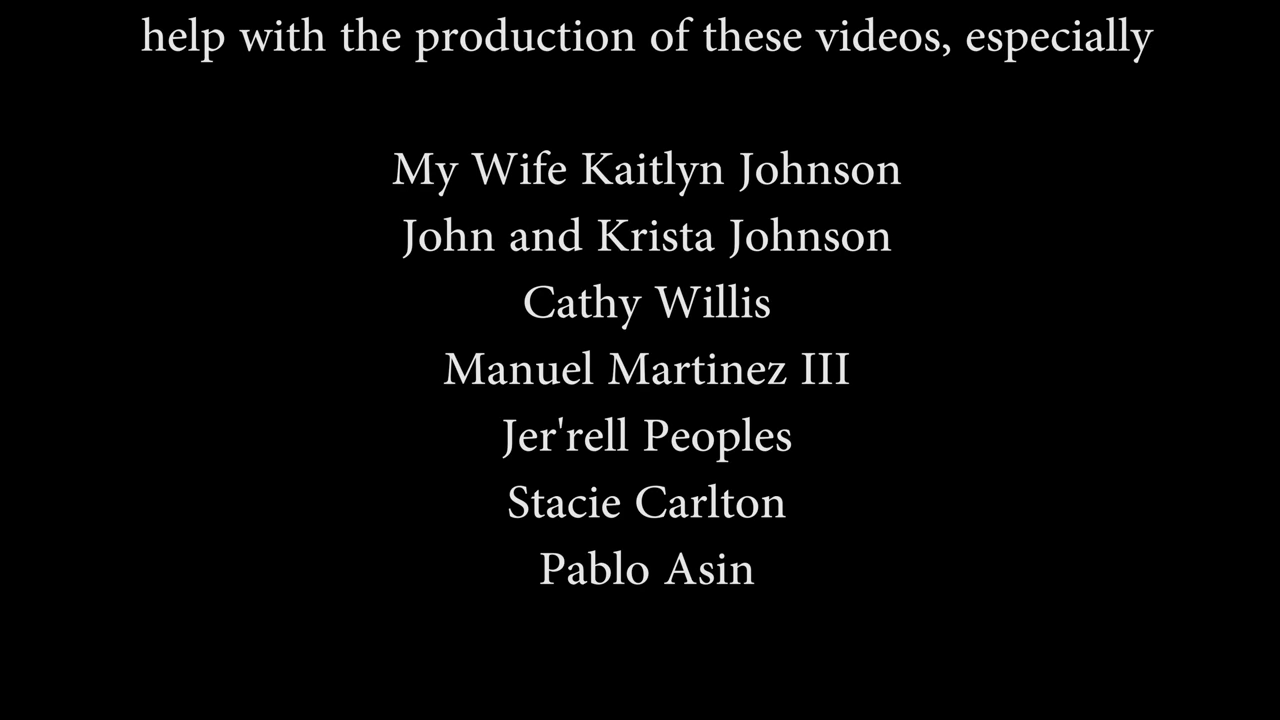 help with the production of these videos, especially
My Wife Kaitlyn Johnson
John and Krista Johnson
Cathy Willis
Manuel Martinez III
Jer'rell Peoples
Stacie Carlton
Pablo Asin